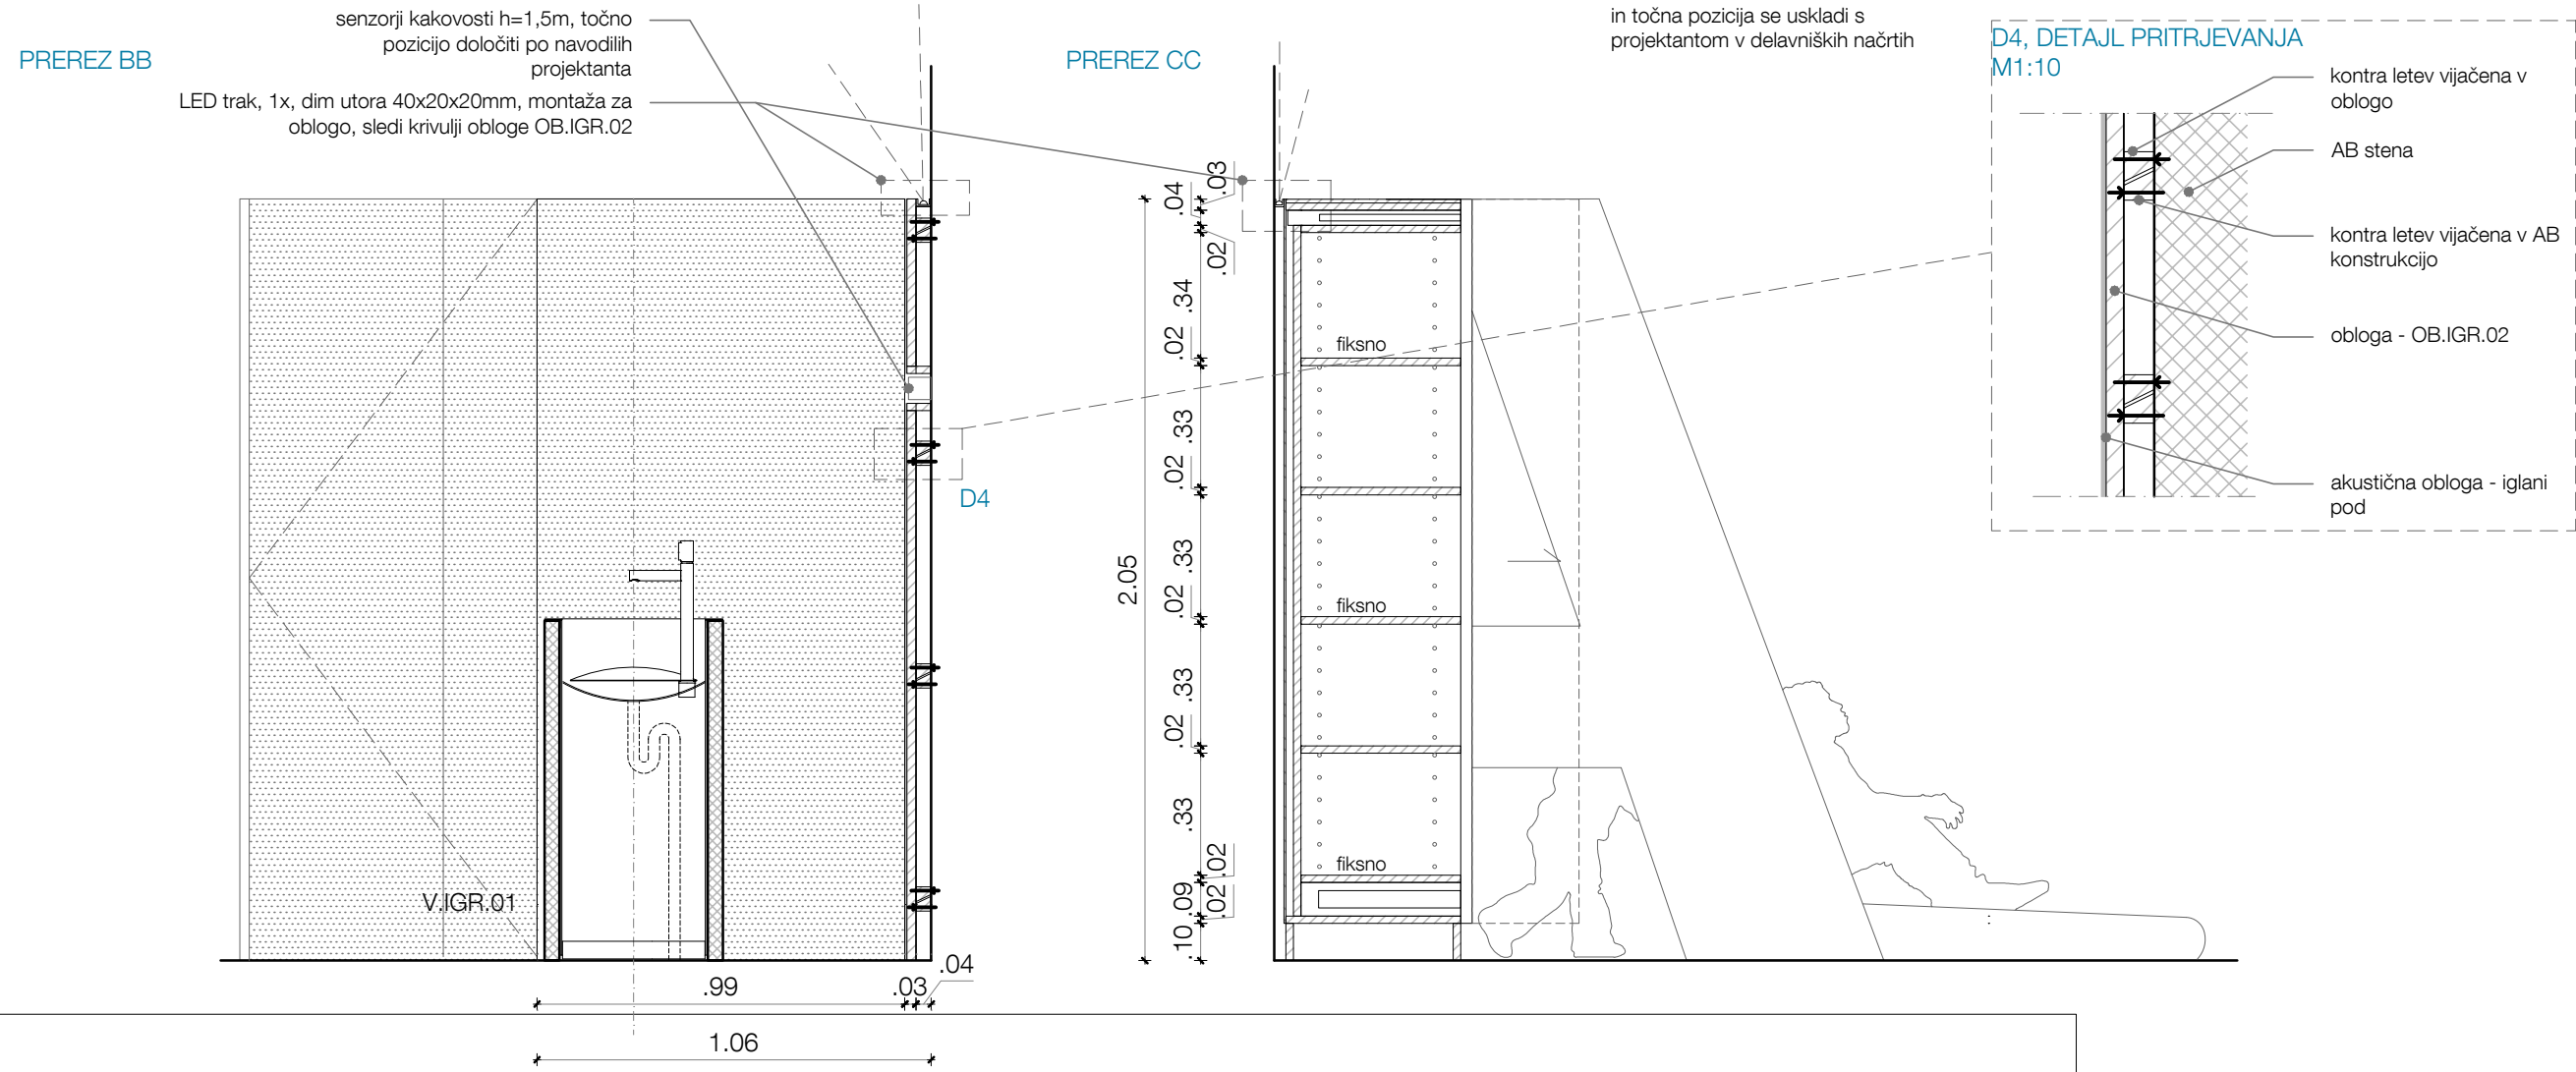 senzorji kakovosti h=1,5m, točno
pozicijo določiti po navodilih
projektanta
PREREZ BB
LED trak, 1x, dim utora 40x20x20mm, montaža za
oblogo, sledi krivulji obloge OB.IGR.02
D4
V.IGR.01
.99
.03
.04
1.06
PREREZ CC
in točna pozicija se uskladi s
projektantom v delavniških načrtih
2.05
.03
.04
.02
.34
.02
.33
.02
.33
.02
.33
.02
.33
.02
.09
.02
.10
fiksno
fiksno
fiksno
D4, DETAJL PRITRJEVANJA
M1:10
kontra letev vijačena v
oblogo
AB stena
kontra letev vijačena v AB
konstrukcijo
obloga - OB.IGR.02
akustična obloga - iglani
pod